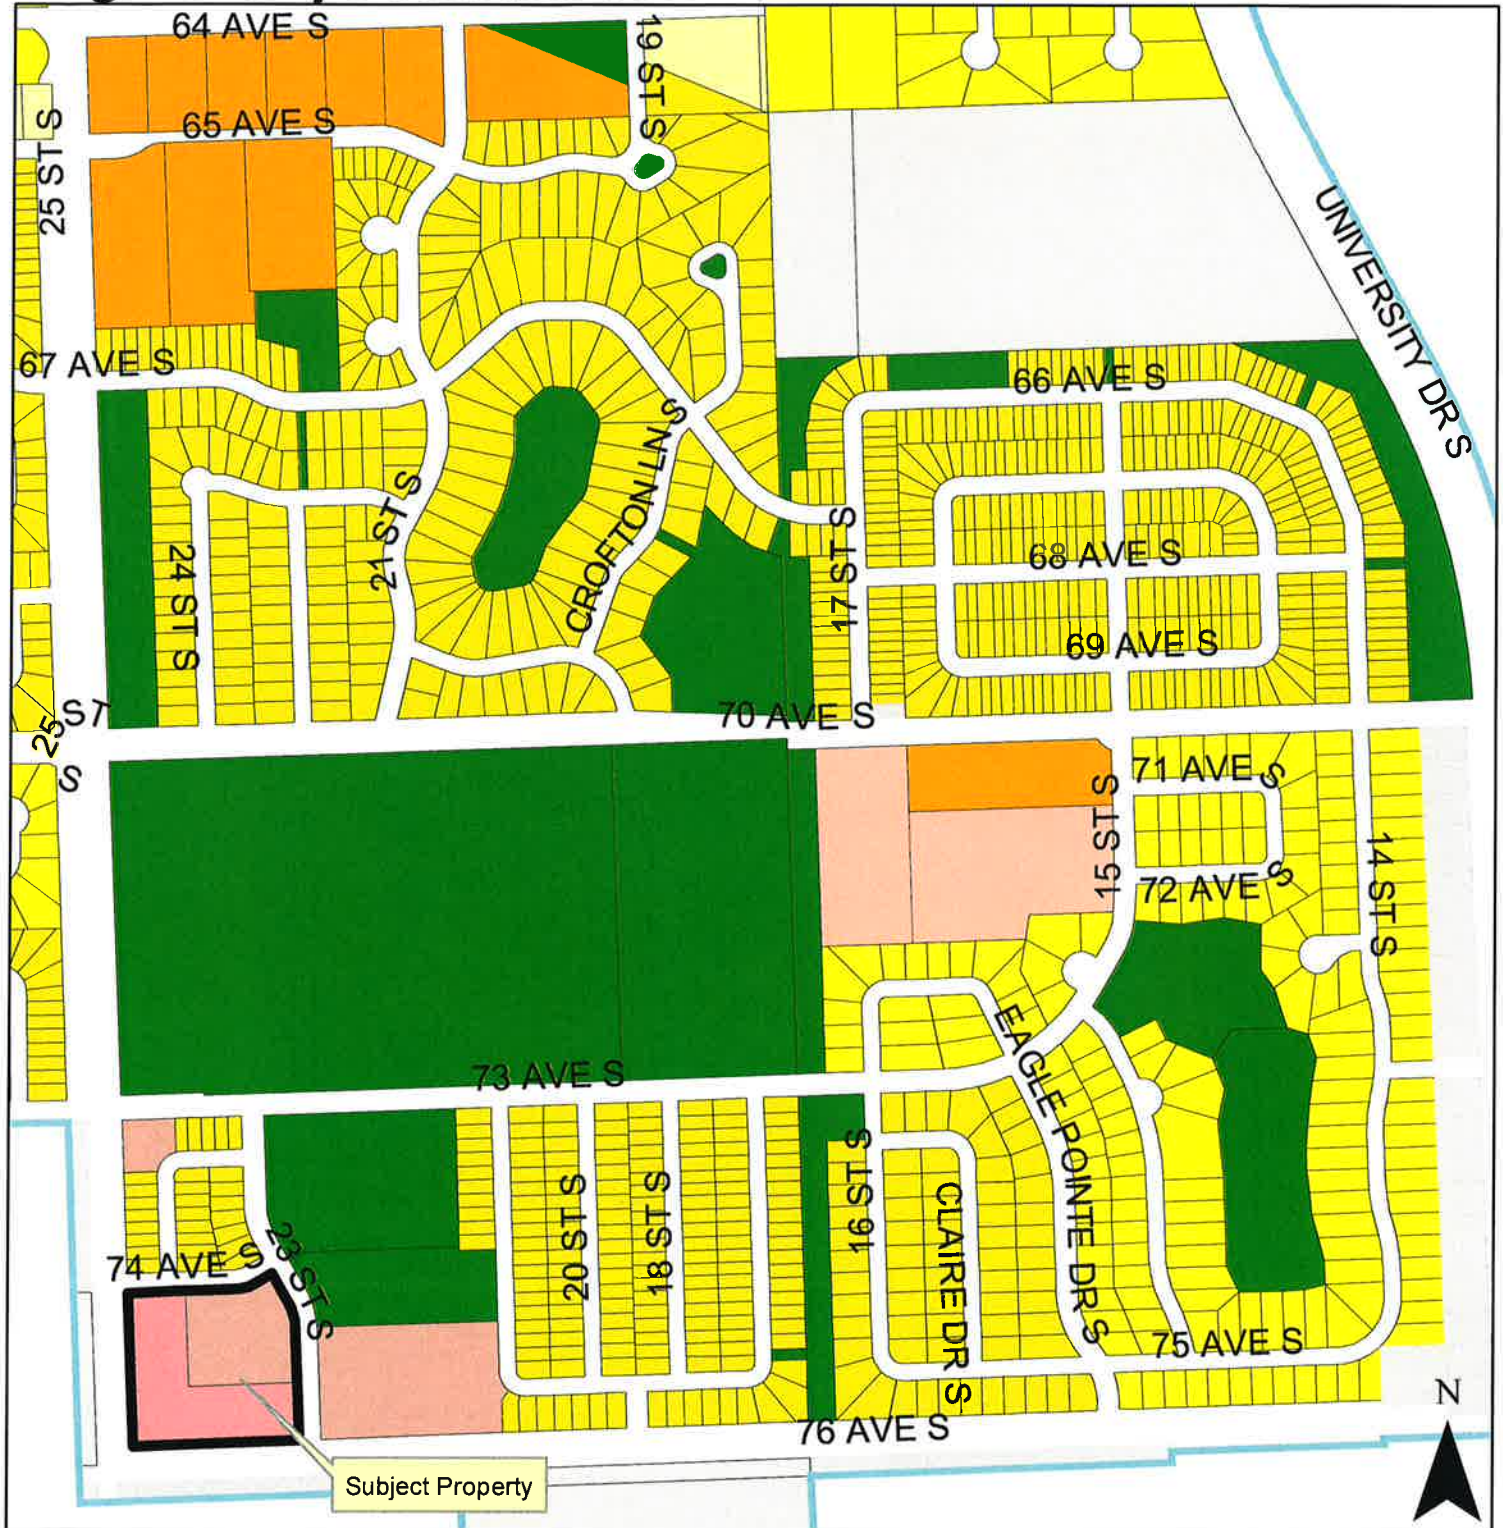 64 AVE S
19 ST S
65 AVE S
25 ST S
UNIVERSITY DR S
67 AVE S
66 AVE S
CROFTON LN S
21 ST S
24 ST S
17 ST S
68 AVE S
69 AVE S
25 ST S
70 AVE S
71 AVE S
15 ST S
14 ST S
72 AVE S
EAGLE POINTE DR S
73 AVE S
16 ST S
20 ST S
18 ST S
CLAIRE DR S
23 ST S
74 AVE S
75 AVE S
N
76 AVE S
Subject Property